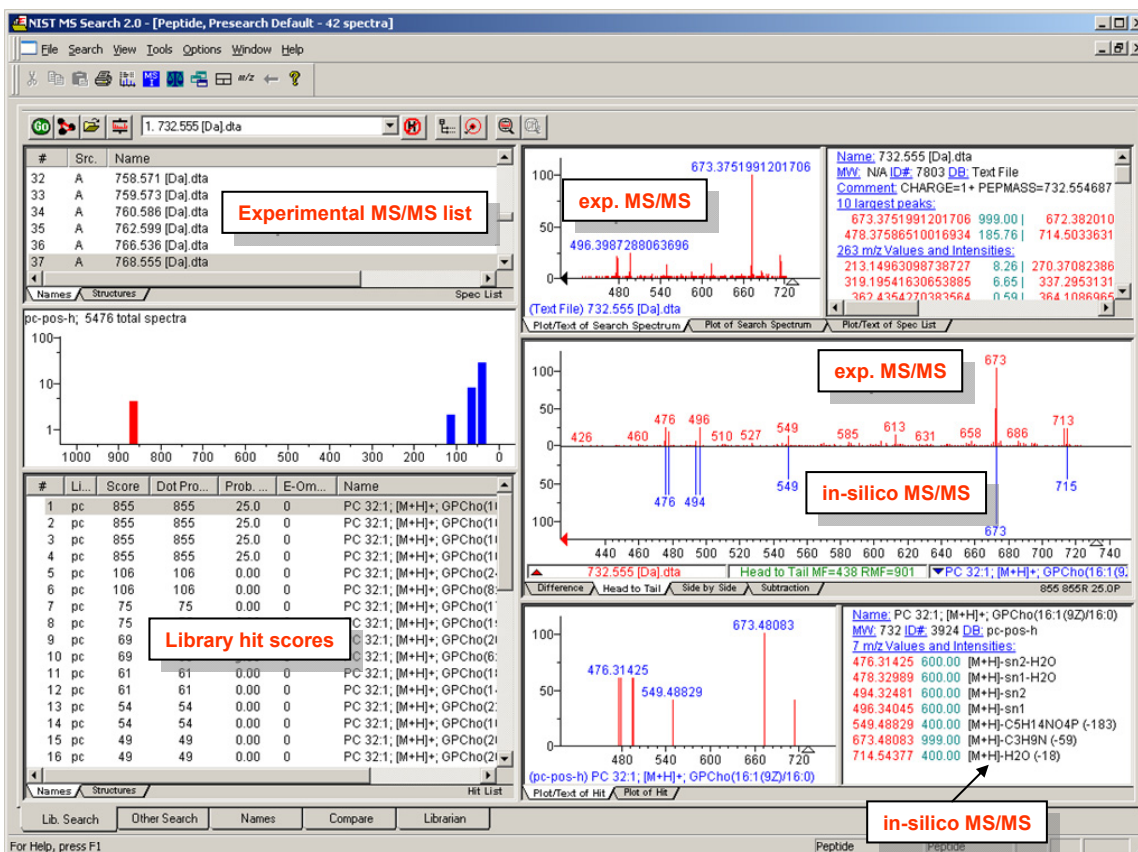 NIST MS Search 2.0 - [Peptide, Presearch Default - 42 spectra]
File Search View Tools Options Window Help
Go
1. 732.555 [Da].dta
# Src. Name
32 A 758.571 [Da].dta
33 A 759.573 [Da].dta
34 A 760.586 [Da].dta
35 A 762.599 [Da].dta
36 A 766.536 [Da].dta
37 A 768.555 [Da].dta
Experimental MS/MS list
Names Structures Spec List
pc-pos-h; 5476 total spectra
100
10
1
1000 900 800 700 600 500 400 300 200 100 0
# Li... Score Dot Pro... Prob. ... E-Om... Name
1 pc 855 855 25.0 0 PC 32:1; [M+H]+; GPCho(1
2 pc 855 855 25.0 0 PC 32:1; [M+H]+; GPCho(1
3 pc 855 855 25.0 0 PC 32:1; [M+H]+; GPCho(1
4 pc 855 855 25.0 0 PC 32:1; [M+H]+; GPCho(1
5 pc 106 106 0.00 0 PC 32:1; [M+H]+; GPCho(2
6 pc 106 106 0.00 0 PC 32:1; [M+H]+; GPCho(8:
7 pc 75 75 0.00 0 PC 32:1; [M+H]+; GPCho(1
8 pc 75 PC 32:1; [M+H]+; GPCho(1
9 pc 69 PC 32:1; [M+H]+; GPCho(2
10 pc 69 PC 32:1; [M+H]+; GPCho(6:
11 pc 61 61 0.00 0 PC 32:1; [M+H]+; GPCho(1
12 pc 61 61 0.00 0 PC 32:1; [M+H]+; GPCho(1
13 pc 54 54 0.00 0 PC 32:1; [M+H]+; GPCho(2
14 pc 54 54 0.00 0 PC 32:1; [M+H]+; GPCho(1
15 pc 49 49 0.00 0 PC 32:1; [M+H]+; GPCho(2
16 pc 49 49 0.00 0 PC 32:1; [M+H]+; GPCho(2
Library hit scores
Names Structures Hit List
673.3751991201706
100
exp. MS/MS
50
496.3987288063696
0
480 540 600 660 720
(Text File) 732.555 [Da].dta
Plot/Text of Search Spectrum Plot of Search Spectrum Plot/Text of Spec List
Name: 732.555 [Da].dta
MW: N/A ID#: 7803 DB: Text File
Comment: CHARGE=1+ PEPMASS=732.554687
10 largest peaks:
673.3751991201706 999.00 | 672.382010
478.37586510016934 185.76 | 714.5033631
263 m/z Values and Intensities:
213.14963098738727 8.26 | 270.37082386
319.19541630653885 6.65 | 337.2953131
362.4354270383564 0.59 | 364.1086965
exp. MS/MS
100
673
50
426 460 476 496 510 527 549 585 613 631 658 686 713
0
476 494 549 673 715
in-silico MS/MS
50
100
440 460 480 500 520 540 560 580 600 620 640 660 680 700 720 740
732.555 [Da].dta Head to Tail MF=438 RMF=901 PC 32:1; [M+H]+; GPCho(16:1(9Z
Difference Head to Tail Side by Side Subtraction 855 855R 25.0P
673.48083
100
476.31425
549.48829
50
0
480 540 600 660 720
(pc-pos-h) PC 32:1; [M+H]+; GPCho(16:1(9Z)/16:0)
Plot/Text of Hit Plot of Hit
Name: PC 32:1; [M+H]+; GPCho(16:1(9Z)/16:0)
MW: 732 ID#: 3924 DB: pc-pos-h
7 m/z Values and Intensities:
476.31425 600.00 [M+H]-sn2-H2O
478.32989 600.00 [M+H]-sn1-H2O
494.32481 600.00 [M+H]-sn2
496.34045 600.00 [M+H]-sn1
549.48829 400.00 [M+H]-C5H14NO4P (-183)
673.48083 999.00 [M+H]-C3H9N (-59)
714.54377 400.00 [M+H]-H2O (-18)
in-silico MS/MS
Lib. Search Other Search Names Compare Librarian
For Help, press F1 Peptide Peptide